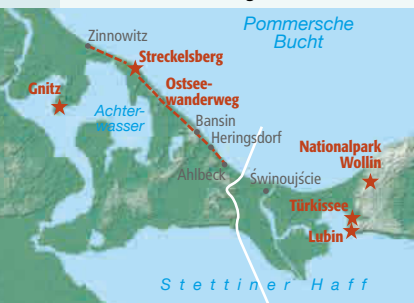 Pommersche
Bucht
Zinnowitz
Streckelsberg
Gnitz
Ostsee-
wanderweg
Achter-
wasser
Bansin
Heringsdorf
Nationalpark
Wollin
Ahlbeck
Świnoujście
Türkissee
Lubin
Stettiner Haff